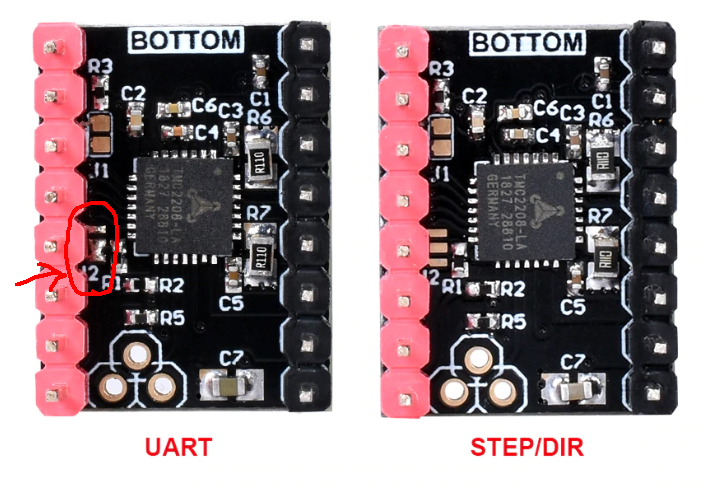 BOTTOM
R3
C2
C6
C3
C1
R6
C4
J1
R110
TMC2208-LA
1827 28810
GERMANY
R7
R110
2
R1
R2
C5
R5
C7
UART
BOTTOM
R3
C2
C6
C3
C1
R6
C4
J1
R110
TMC2208-LA
1827-28810
GERMANY
R7
R110
2
R1
R2
C5
R5
C7
STEP/DIR